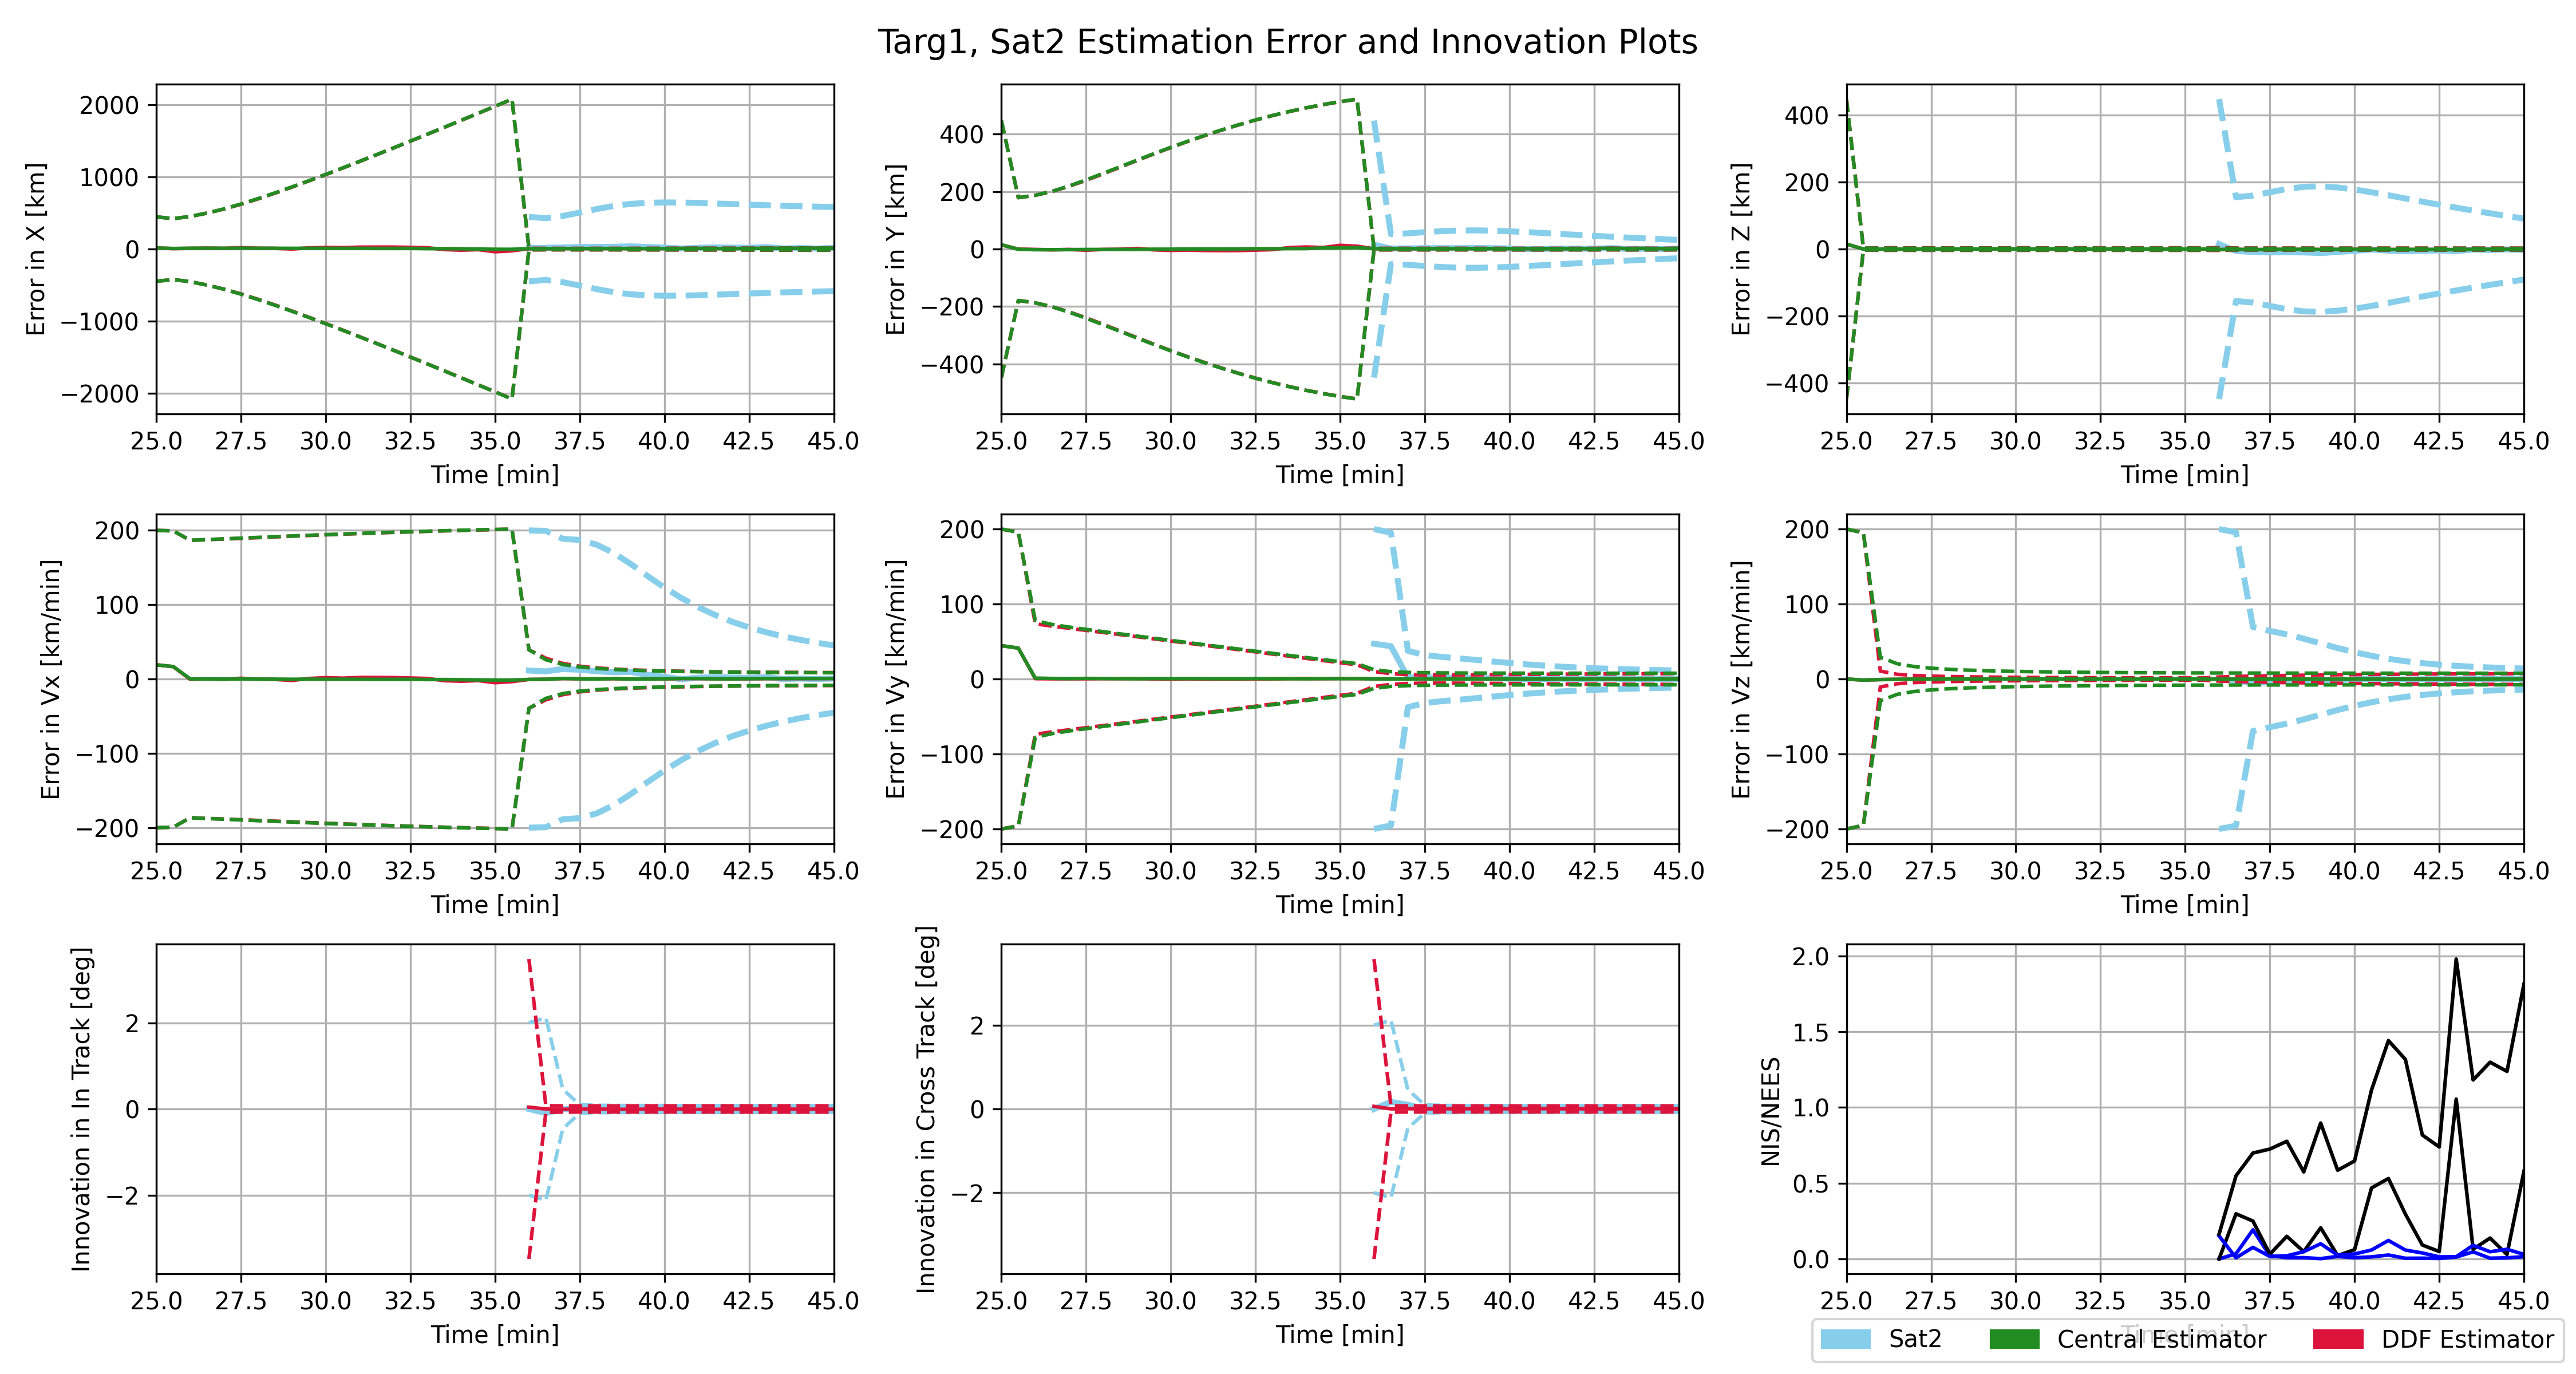 Targ1, Sat2 Estimation Error and Innovation Plots
Error in X [km]
2000
1000
0
−1000
−2000
25.0 27.5 30.0 32.5 35.0 37.5 40.0 42.5 45.0
Time [min]
Error in Y [km]
400
200
0
−200
−400
25.0 27.5 30.0 32.5 35.0 37.5 40.0 42.5 45.0
Time [min]
Error in Z [km]
400
200
0
−200
−400
25.0 27.5 30.0 32.5 35.0 37.5 40.0 42.5 45.0
Time [min]
Error in Vx [km/min]
200
100
0
−100
−200
25.0 27.5 30.0 32.5 35.0 37.5 40.0 42.5 45.0
Time [min]
Error in Vy [km/min]
200
100
0
−100
−200
25.0 27.5 30.0 32.5 35.0 37.5 40.0 42.5 45.0
Time [min]
Error in Vz [km/min]
200
100
0
−100
−200
25.0 27.5 30.0 32.5 35.0 37.5 40.0 42.5 45.0
Time [min]
Innovation in In Track [deg]
2
0
−2
25.0 27.5 30.0 32.5 35.0 37.5 40.0 42.5 45.0
Time [min]
Innovation in Cross Track [deg]
2
0
−2
25.0 27.5 30.0 32.5 35.0 37.5 40.0 42.5 45.0
Time [min]
NIS/NEES
2.0
1.5
1.0
0.5
0.0
25.0 27.5 30.0 32.5 35.0 37.5 40.0 42.5 45.0
Time [min]
Sat2 Central Estimator DDF Estimator